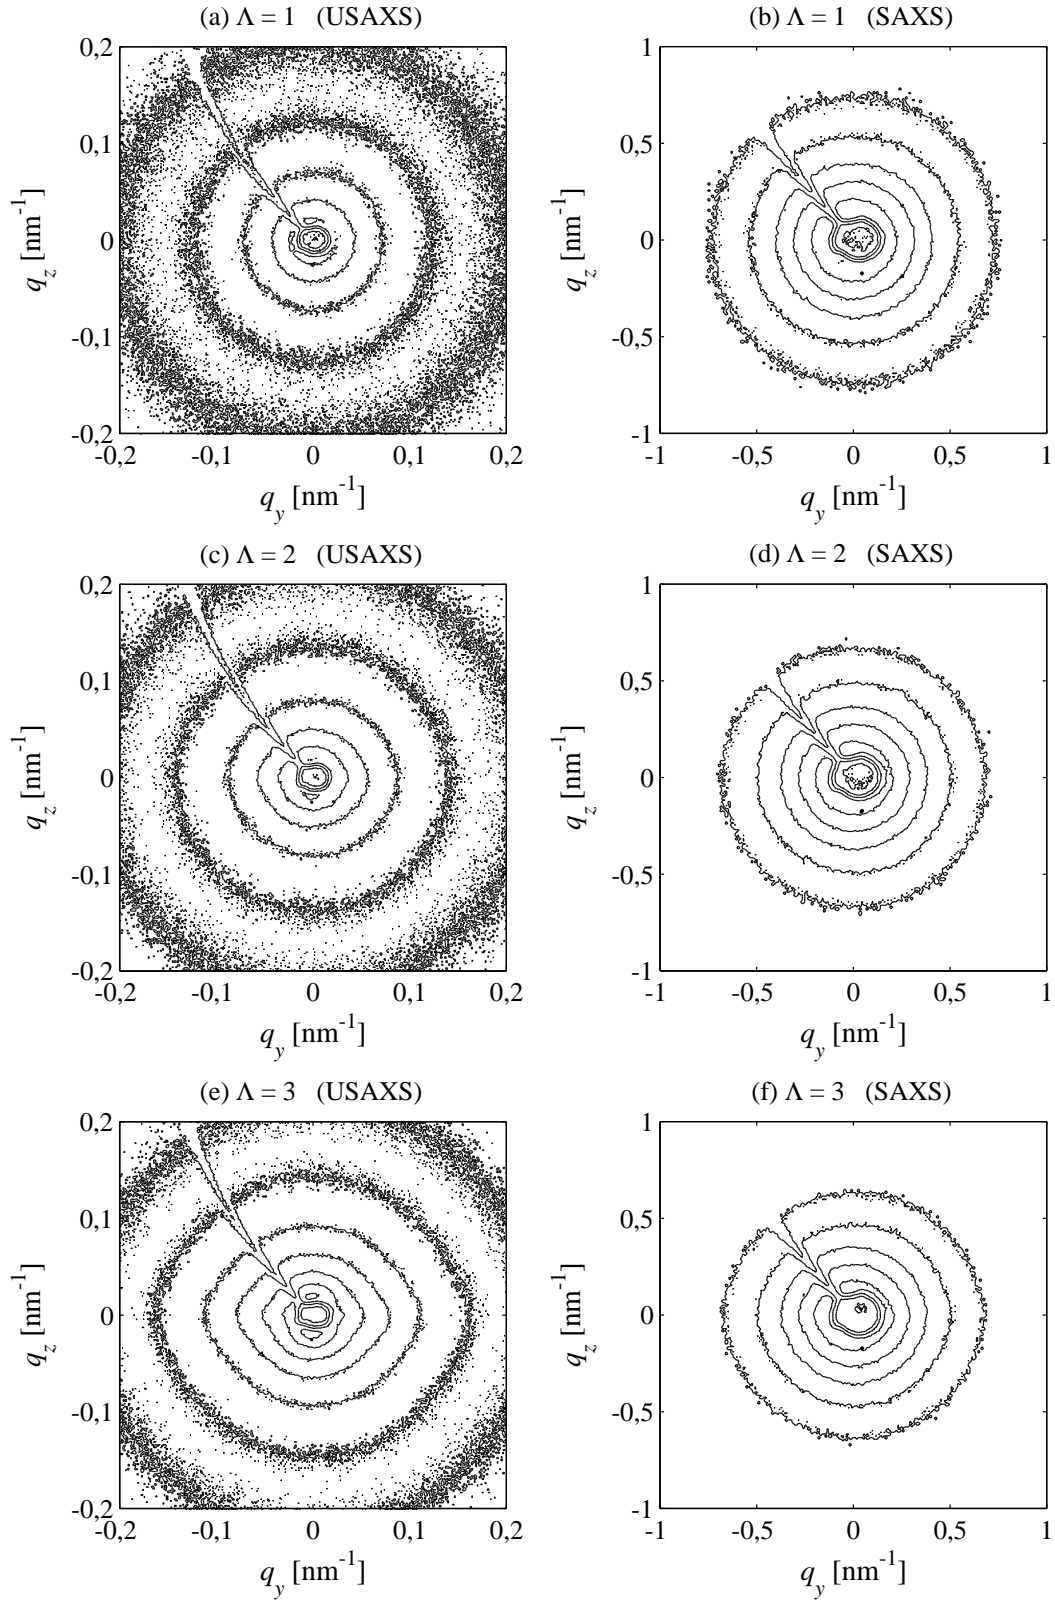 (a) Λ = 1 (USAXS)
(b) Λ = 1 (SAXS)
0,2
0,1
0
-0,1
-0,2
q_z [nm⁻¹]
-0,2 -0,1 0 0,1 0,2
q_y [nm⁻¹]
1
0,5
0
-0,5
-1
q_z [nm⁻¹]
-1 -0,5 0 0,5 1
q_y [nm⁻¹]
(c) Λ = 2 (USAXS)
(d) Λ = 2 (SAXS)
0,2
0,1
0
-0,1
-0,2
q_z [nm⁻¹]
-0,2 -0,1 0 0,1 0,2
q_y [nm⁻¹]
1
0,5
0
-0,5
-1
q_z [nm⁻¹]
-1 -0,5 0 0,5 1
q_y [nm⁻¹]
(e) Λ = 3 (USAXS)
(f) Λ = 3 (SAXS)
0,2
0,1
0
-0,1
-0,2
q_z [nm⁻¹]
-0,2 -0,1 0 0,1 0,2
q_y [nm⁻¹]
1
0,5
0
-0,5
-1
q_z [nm⁻¹]
-1 -0,5 0 0,5 1
q_y [nm⁻¹]